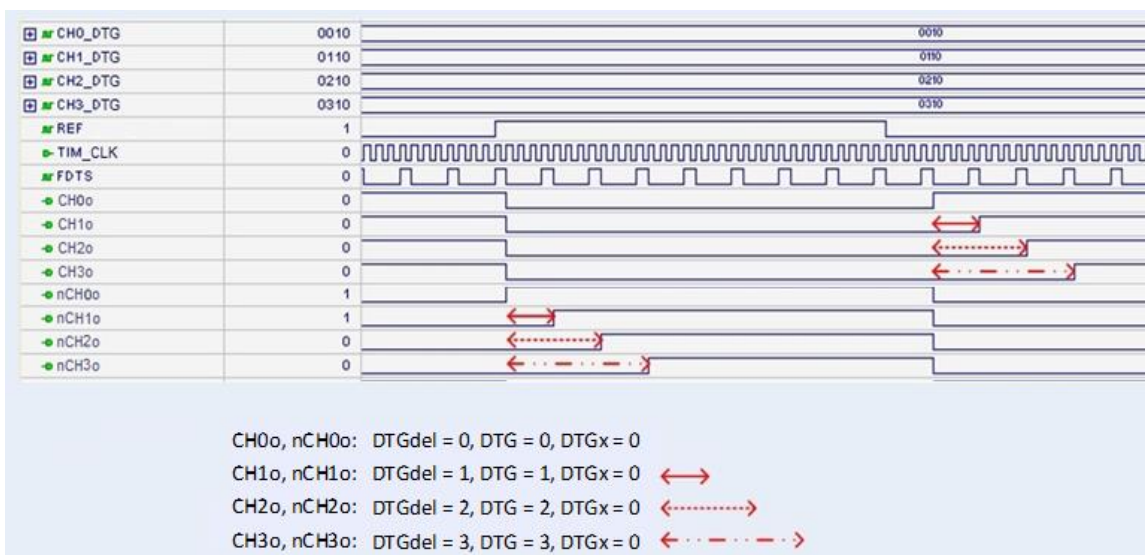 CH0_DTG 0010 0010
CH1_DTG 0110 0110
CH2_DTG 0210 0210
CH3_DTG 0310 0310
REF 1
TIM_CLK 0
FDTS 0
CH0o 0
CH1o 0
CH2o 0
CH3o 0
nCH0o 1
nCH1o 1
nCH2o 0
nCH3o 0
CH0o, nCH0o: DTGdel = 0, DTG = 0, DTGx = 0
CH1o, nCH1o: DTGdel = 1, DTG = 1, DTGx = 0
CH2o, nCH2o: DTGdel = 2, DTG = 2, DTGx = 0
CH3o, nCH3o: DTGdel = 3, DTG = 3, DTGx = 0